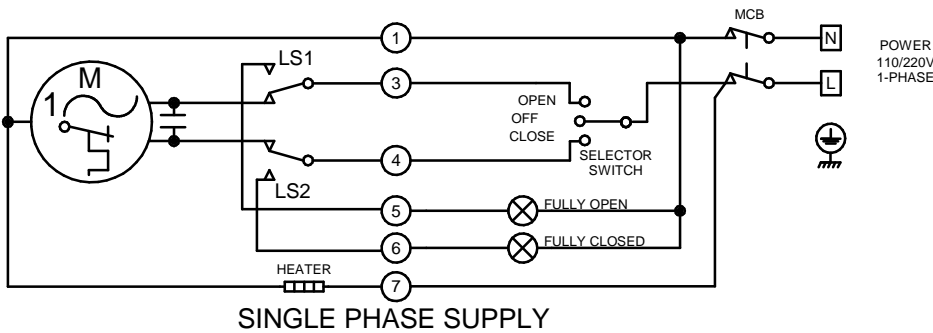 MCB
1
N
POWER
110/220V
1-PHASE
LS1
M
1
3
OPEN
OFF
CLOSE
L
4
SELECTOR
SWITCH
LS2
5
FULLY OPEN
6
FULLY CLOSED
HEATER
7
SINGLE PHASE SUPPLY